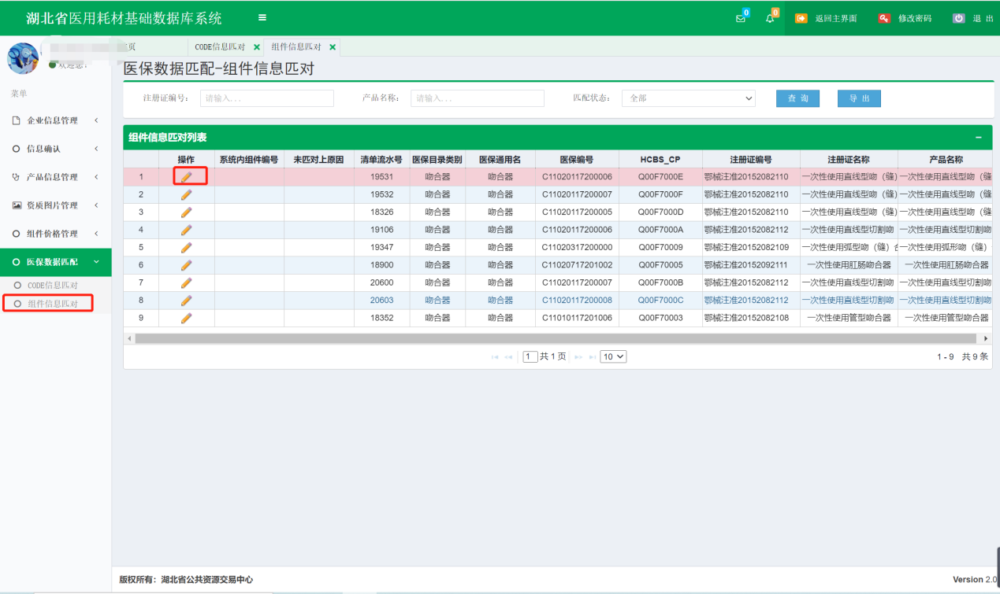 湖北省医用耗材基础数据库系统 ≡ 0 0 返回主界面 修改密码 退 出
页 CODE信息匹对 × 组件信息匹对 ×
欢迎您!
医保数据匹配-组件信息匹对
菜单
注册证编号: 请输入... 产品名称: 请输入... 匹配状态: 全部 查 询 导 出
企业信息管理
信息确认
产品信息管理
资质图片管理
组件价格管理
医保数据匹配
CODE信息匹对
组件信息匹对
组件信息匹对列表
操作 系统内组件编号 未匹对上原因 清单流水号 医保目录类别 医保通用名 医保编号 HCBS_CP 注册证编号 注册证名称 产品名称
1 19531 吻合器 吻合器 C11020117200006 Q00F7000E 鄂械注准20152082110 一次性使用直线型吻(缝) 一次性使用直线型吻(缝
2 19532 吻合器 吻合器 C11020117200007 Q00F7000F 鄂械注准20152082110 一次性使用直线型吻(缝) 一次性使用直线型吻(缝
3 18326 吻合器 吻合器 C11020117200005 Q00F7000D 鄂械注准20152082110 一次性使用直线型吻(缝) 一次性使用直线型吻(缝
4 19106 吻合器 吻合器 C11020117200006 Q00F7000A 鄂械注准20152082112 一次性使用直线型切割吻 一次性使用直线型切割吻
5 19347 吻合器 吻合器 C11020317200000 Q00F70009 鄂械注准20152082109 一次性使用弧型吻(缝) 一次性使用弧形吻(缝)
6 18900 吻合器 吻合器 C11020717201002 Q00F70005 鄂械注准20152092111 一次性使用肛肠吻合器 一次性使用肛肠吻合器
7 20600 吻合器 吻合器 C11020117200007 Q00F7000B 鄂械注准20152082112 一次性使用直线型切割吻 一次性使用直线型切割吻
8 20603 吻合器 吻合器 C11020117200008 Q00F7000C 鄂械注准20152082112 一次性使用直线型切割吻 一次性使用直线型切割吻
9 18352 吻合器 吻合器 C11010117201006 Q00F70003 鄂械注准20152082108 一次性使用管型吻合器 一次性使用管型吻合器
1 共 1 页 10 1 - 9 共 9 条
版权所有: 湖北省公共资源交易中心 Version 2.0